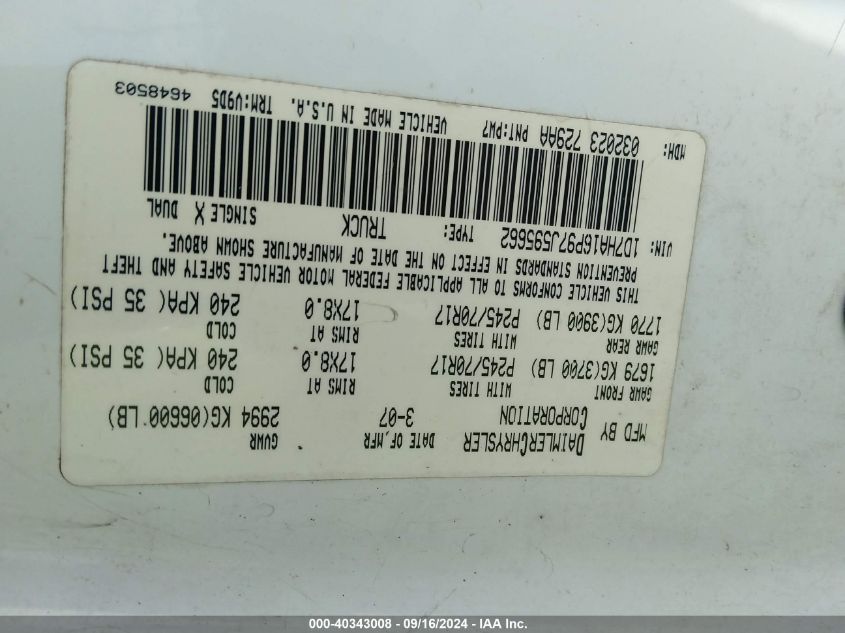 MFD BY DAIMLERCHRYSLER CORPORATION DATE OF MFR 3-07 GVWR 2994 KG(06600 LB)
GAWR FRONT WITH TIRES RIMS AT COLD
1679 KG(3700 LB) P245/70R17 17X8.0 240 KPA(35 PSI)
GAWR REAR WITH TIRES RIMS AT COLD
1770 KG(3900 LB) P245/70R17 17X8.0 240 KPA(35 PSI)
THIS VEHICLE CONFORMS TO ALL APPLICABLE FEDERAL MOTOR VEHICLE SAFETY AND THEFT
PREVENTION STANDARDS IN EFFECT ON THE DATE OF MANUFACTURE SHOWN ABOVE.
VIN: 1D7HA16P97J595662 TYPE: TRUCK SINGLE X DUAL
MDH: 032023 729AA PNT:PW7 VEHICLE MADE IN U.S.A. TRM:V9D5 4648503
000-40343008 - 09/16/2024 - IAA Inc.